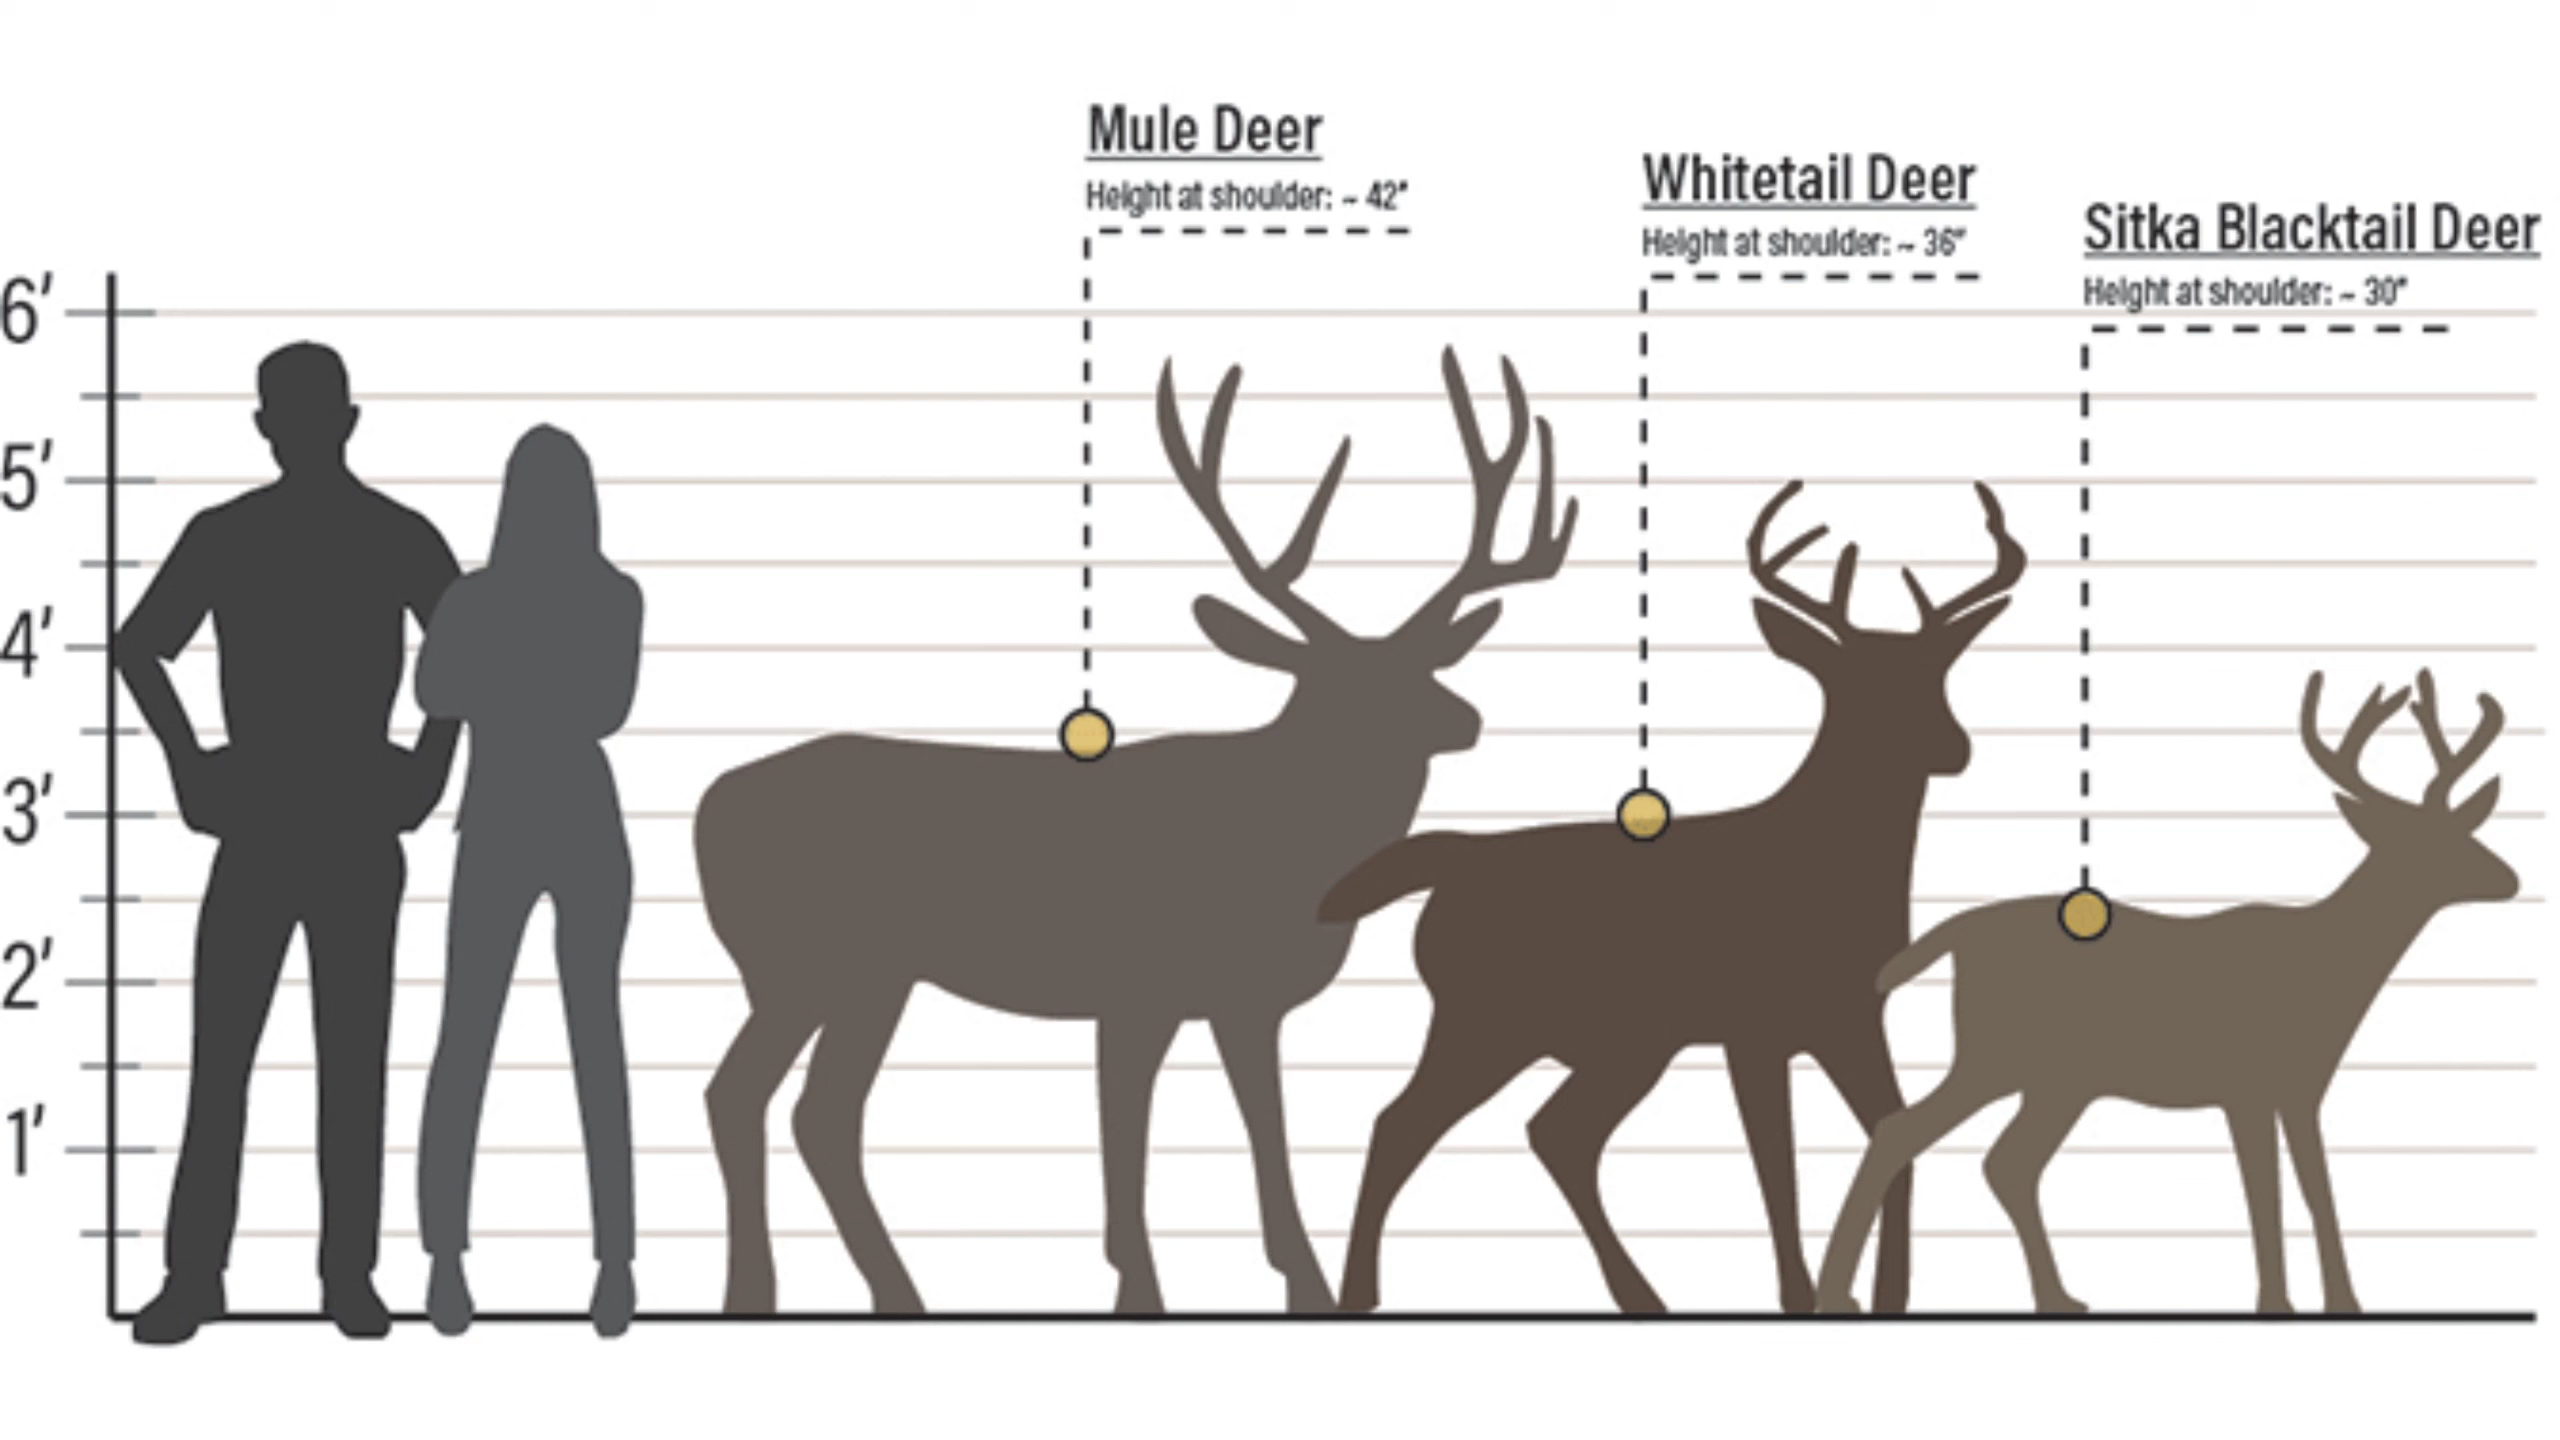 Mule Deer
Height at shoulder: ~ 42"
Whitetail Deer
Height at shoulder: ~ 36"
Sitka Blacktail Deer
Height at shoulder: ~ 30"
6'
5'
4'
3'
2'
1'